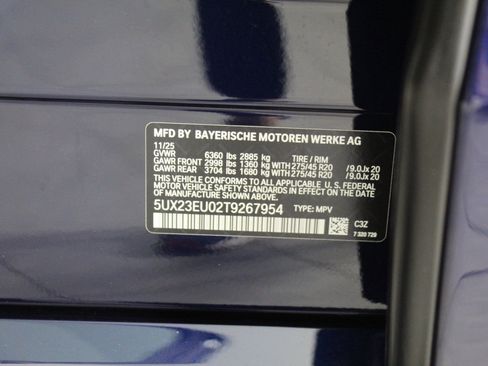 MFD BY BAYERISCHE MOTOREN WERKE AG
11/25
GVWR 6360 lbs 2885 kg TIRE / RIM
GAWR FRONT 2998 lbs 1360 kg 275/45 R20 / 9.0Jx 20
GAWR REAR 3704 lbs 1680 kg 275/45 R20 / 9.0Jx 20
THIS VEHICLE CONFORMS TO ALL APPLICABLE U.S. FEDERAL
MOTOR VEHICLE SAFETY STANDARDS IN EFFECT ON THE DATE
OF MANUFACTURE SHOWN ABOVE.
5UX23EU02T9267954 TYPE: MPV
C3Z
7 320 729